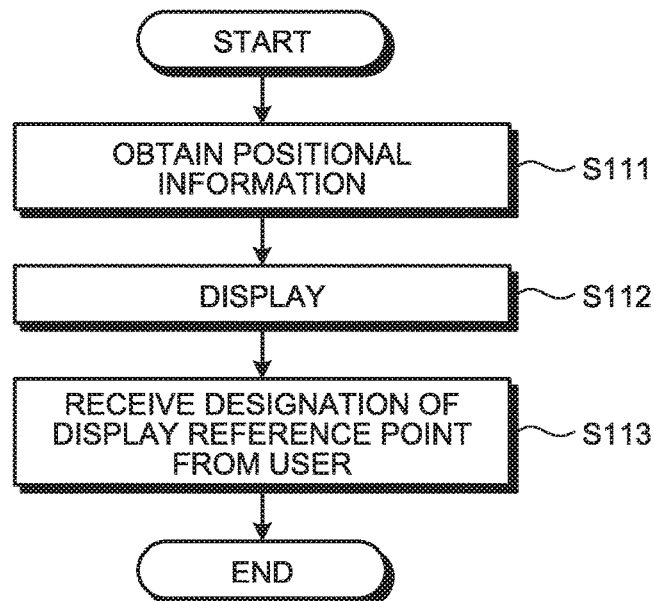 START
OBTAIN POSITIONAL
INFORMATION
S111
DISPLAY
S112
RECEIVE DESIGNATION OF
DISPLAY REFERENCE POINT
FROM USER
S113
END